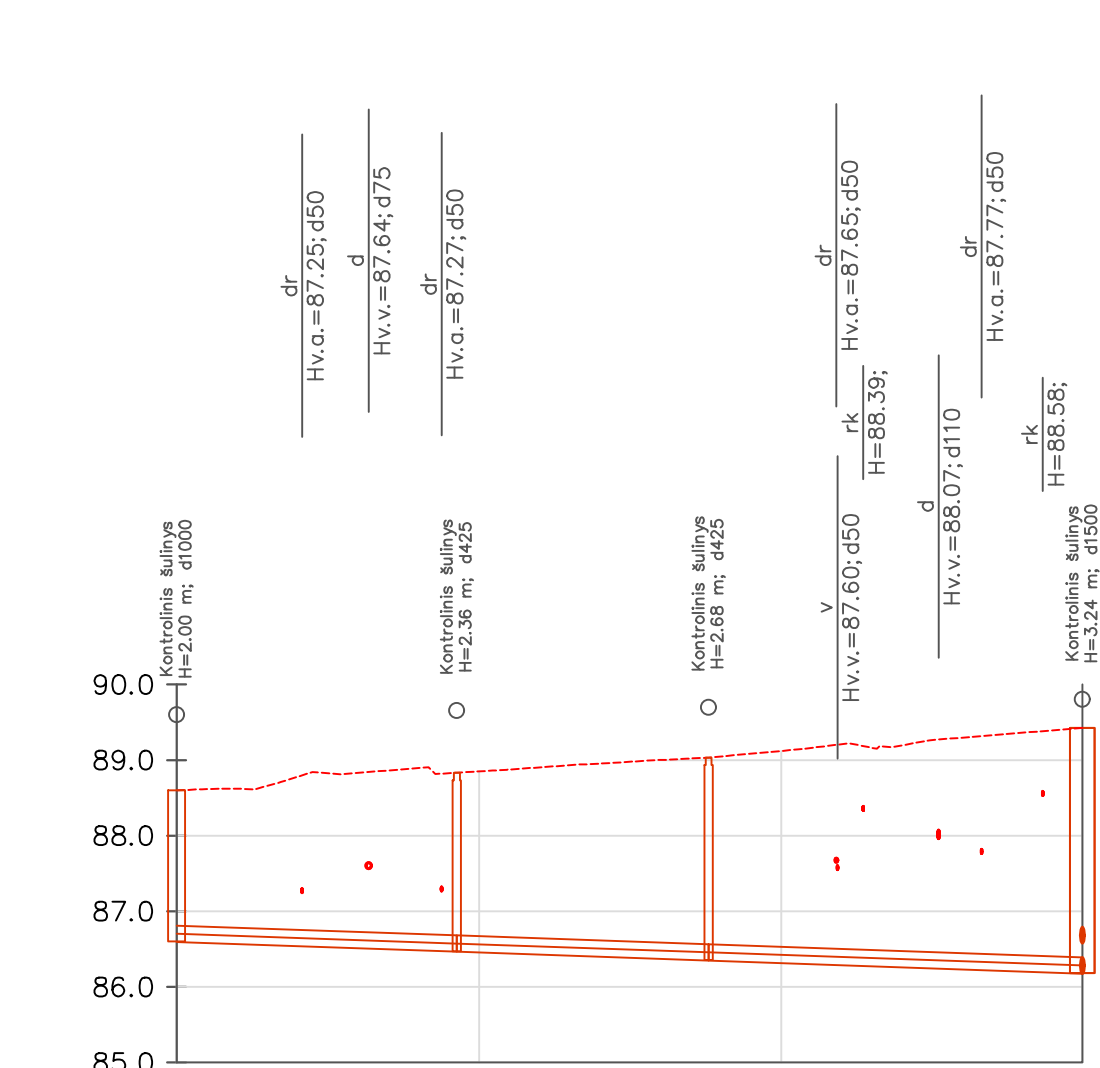 dr
Hv.a.=87.25;d50
d
Hv.v.=87.64;d75
dr
Hv.a.=87.27;d50
dr
Hv.a.=87.65;d50
rk
H=88.39;
dr
Hv.a.=87.77;d50
d
Hv.v.=88.07;d110
rk
H=88.58;
v
Hv.v.=87.60;d50
Kontrolinis šulinys
H=2.00 m; d1000
Kontrolinis šulinys
H=2.36 m; d425
Kontrolinis šulinys
H=2.68 m; d425
Kontrolinis šulinys
H=3.24 m; d1500
90.0
89.0
88.0
87.0
86.0
85.0